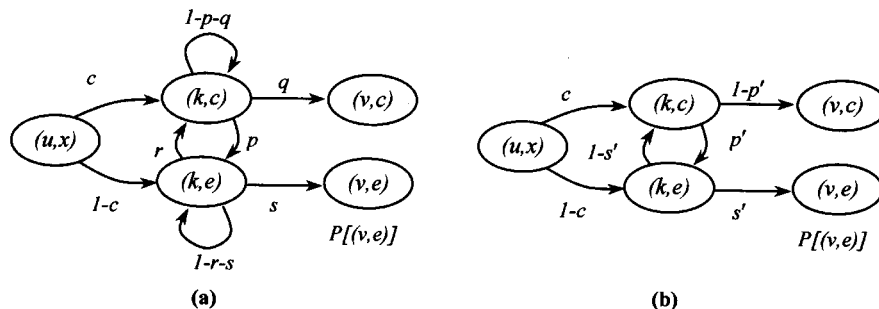 1-p-q
c
(k,c)
q
(v,c)
(u,x)
r
p
(k,e)
s
(v,e)
1-c
P[(v,e)]
1-r-s
(a)
c
(k,c)
1-p'
(v,c)
(u,x)
1-s'
p'
(k,e)
s'
(v,e)
1-c
P[(v,e)]
(b)